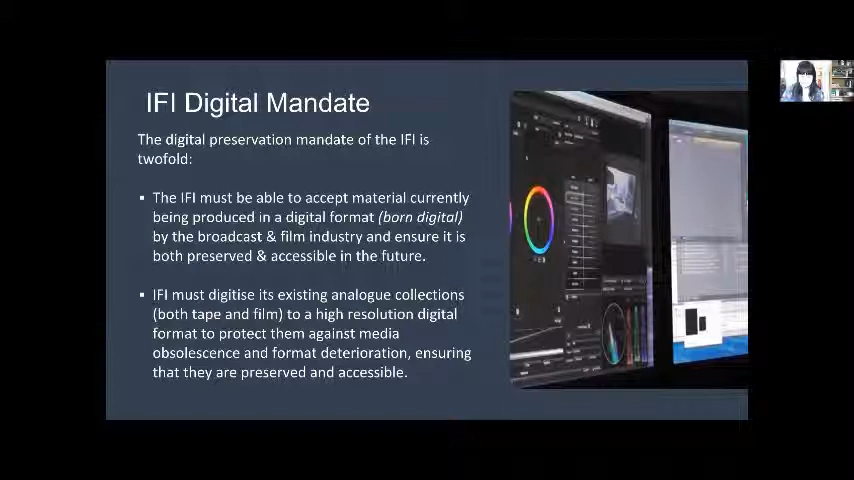 IFI Digital Mandate
The digital preservation mandate of the IFI is
twofold:
▪ The IFI must be able to accept material currently
being produced in a digital format (born digital)
by the broadcast & film industry and ensure it is
both preserved & accessible in the future.
▪ IFI must digitise its existing analogue collections
(both tape and film) to a high resolution digital
format to protect them against media
obsolescence and format deterioration, ensuring
that they are preserved and accessible.